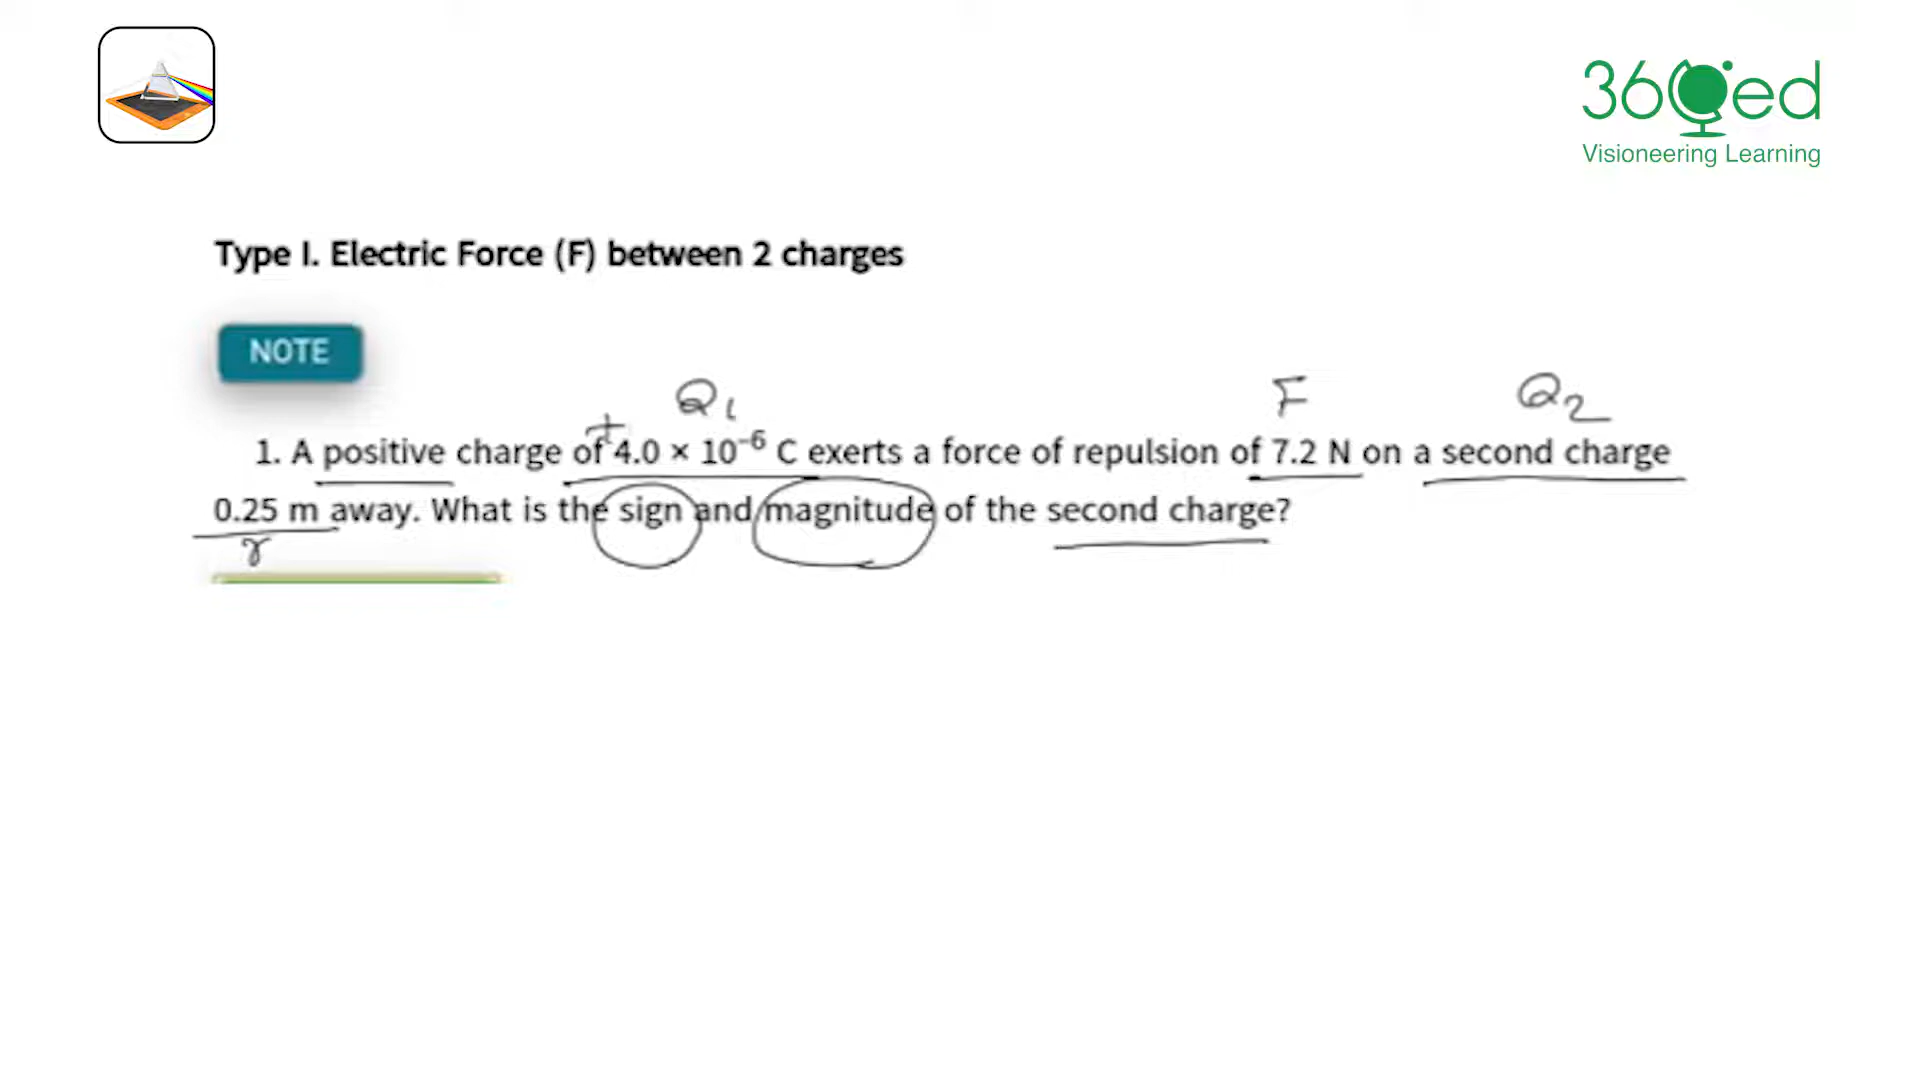 360ed
Visioneering Learning
Type I. Electric Force (F) between 2 charges
NOTE
Q1 F Q2
+
1. A positive charge of 4.0 × 10⁻⁶ C exerts a force of repulsion of 7.2 N on a second charge
0.25 m away. What is the sign and magnitude of the second charge?
r